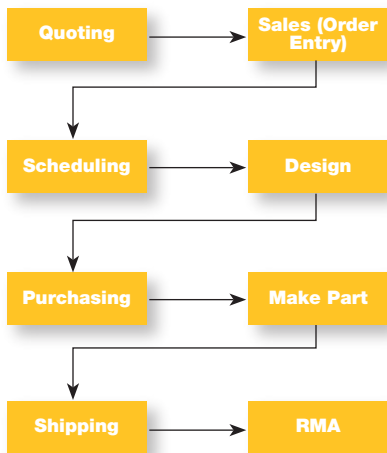 Quoting
Sales (Order
Entry)
Scheduling
Design
Purchasing
Make Part
Shipping
RMA